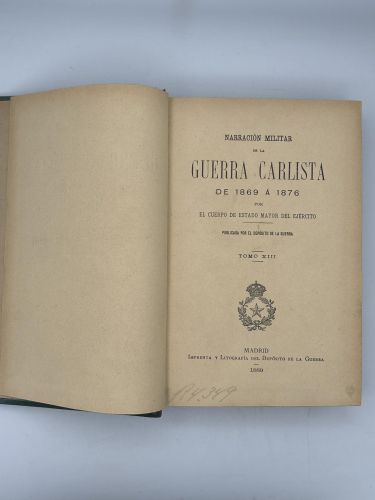 NARRACIÓN MILITAR
DE LA
GUERRA CARLISTA
DE 1869 Á 1876
POR
EL CUERPO DE ESTADO MAYOR DEL EJÉRCITO
PUBLICADA POR EL DEPÓSITO DE LA GUERRA
TOMO XIII
MADRID
IMPRENTA Y LITOGRAFÍA DEL DEPÓSITO DE LA GUERRA